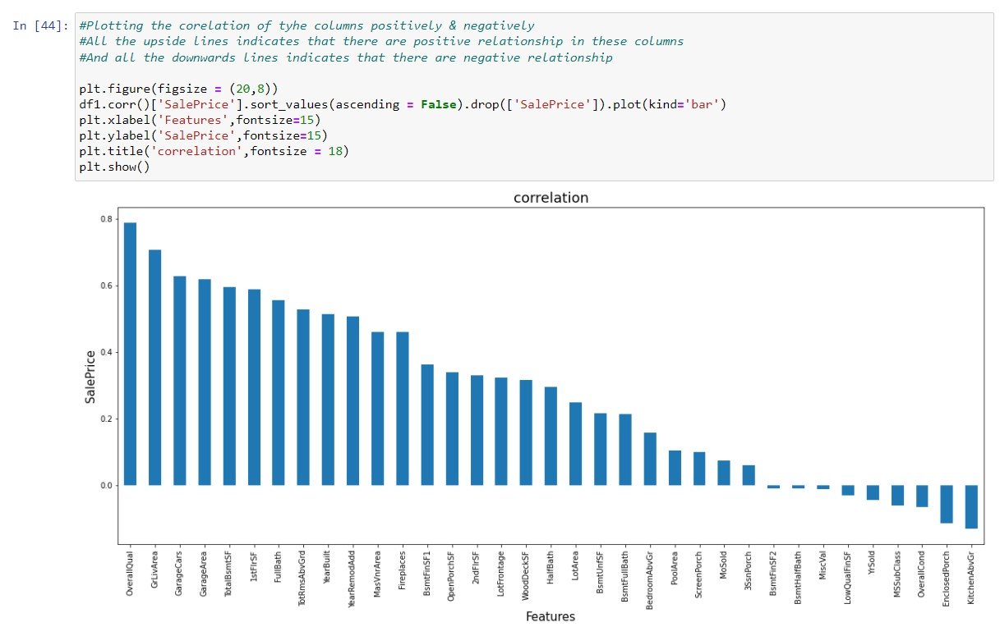 In [44]:
#Plotting the corelation of tyhe columns positively & negatively
#All the upside lines indicates that there are positive relationship in these columns
#And all the downwards lines indicates that there are negative relationship
plt.figure(figsize = (20,8))
df1.corr()['SalePrice'].sort_values(ascending = False).drop(['SalePrice']).plot(kind='bar')
plt.xlabel('Features',fontsize=15)
plt.ylabel('SalePrice',fontsize=15)
plt.title('correlation',fontsize = 18)
plt.show()
correlation
SalePrice
0.8
0.6
0.4
0.2
0.0
OverallQual
GrLivArea
GarageCars
GarageArea
TotalBsmtSF
1stFlrSF
FullBath
TotRmsAbvGrd
YearBuilt
YearRemodAdd
MasVnrArea
Fireplaces
BsmtFinSF1
OpenPorchSF
2ndFlrSF
LotFrontage
WoodDeckSF
HalfBath
LotArea
BsmtUnfSF
BsmtFullBath
BedroomAbvGr
PoolArea
ScreenPorch
MoSold
3SsnPorch
BsmtFinSF2
BsmtHalfBath
MiscVal
LowQualFinSF
YrSold
MSSubClass
OverallCond
EnclosedPorch
KitchenAbvGr
Features